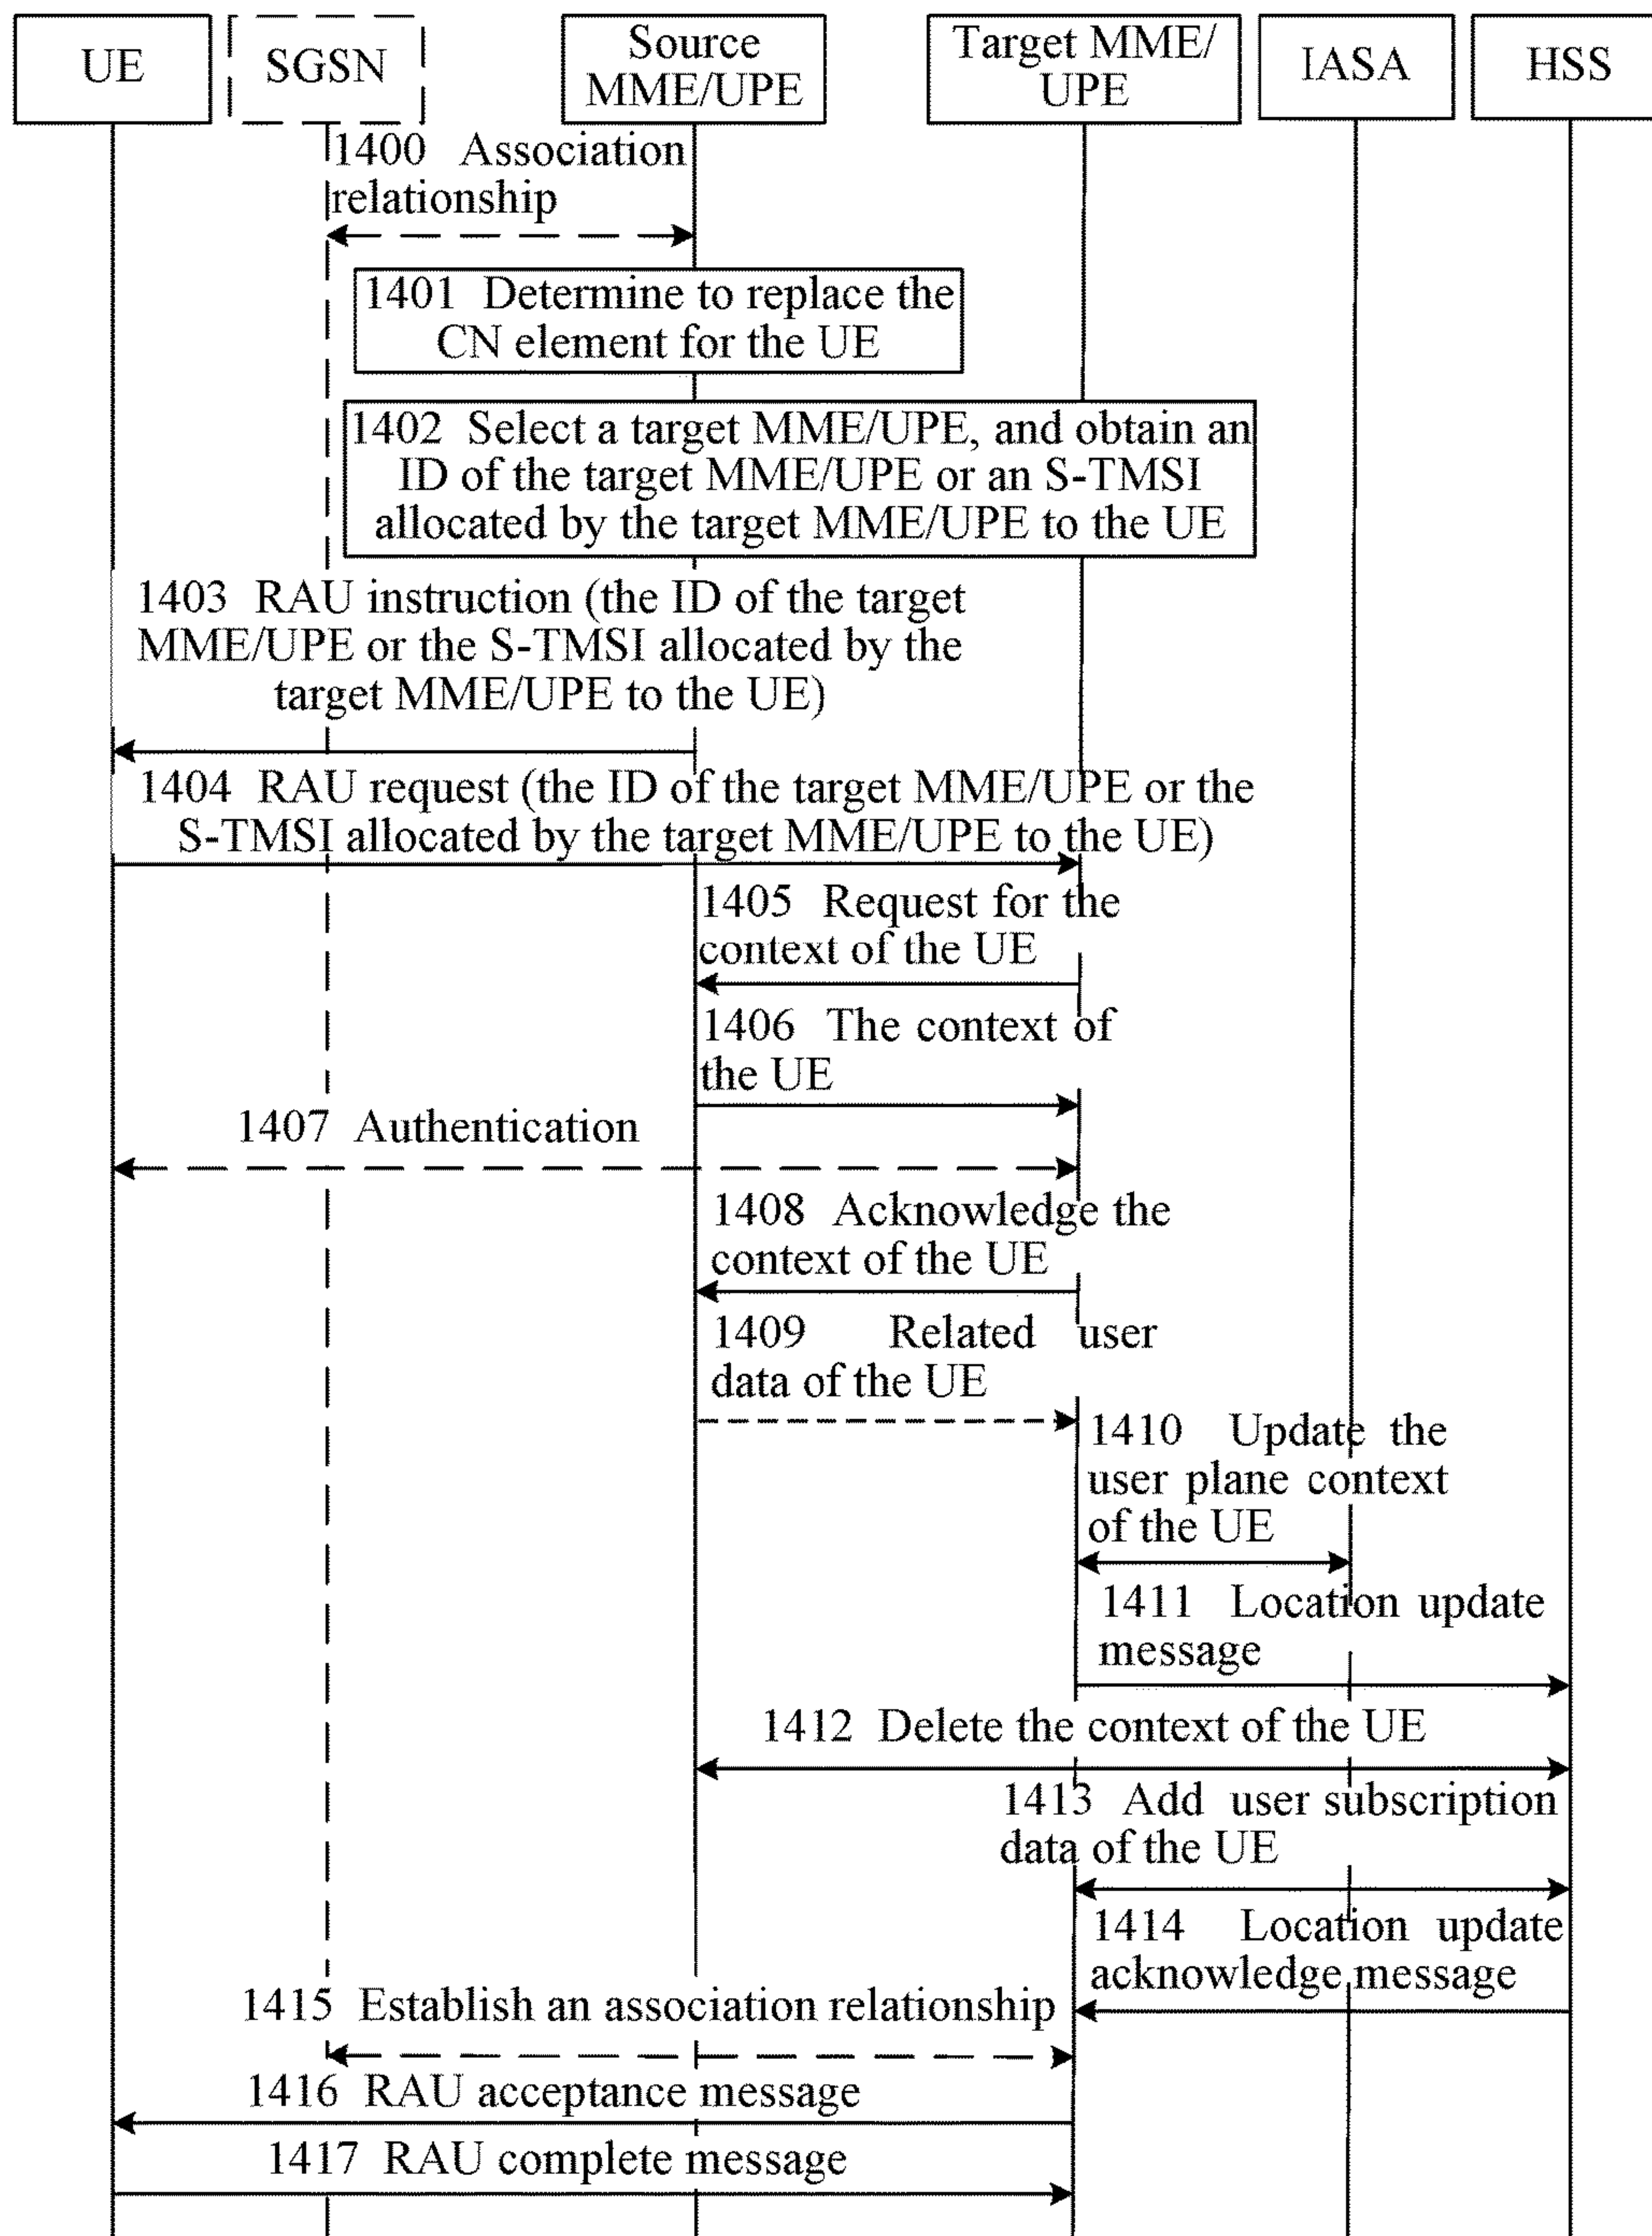 UE
SGSN
Source
MME/UPE
Target MME/
UPE
IASA
HSS
1400 Association
relationship
1401 Determine to replace the
CN element for the UE
1402 Select a target MME/UPE, and obtain an
ID of the target MME/UPE or an S-TMSI
allocated by the target MME/UPE to the UE
1403 RAU instruction (the ID of the target
MME/UPE or the S-TMSI allocated by the
target MME/UPE to the UE)
1404 RAU request (the ID of the target MME/UPE or the
S-TMSI allocated by the target MME/UPE to the UE)
1405 Request for the
context of the UE
1406 The context of
the UE
1407 Authentication
1408 Acknowledge the
context of the UE
1409 Related user
data of the UE
1410 Update the
user plane context
of the UE
1411 Location update
message
1412 Delete the context of the UE
1413 Add user subscription
data of the UE
1414 Location update
acknowledge message
1415 Establish an association relationship
1416 RAU acceptance message
1417 RAU complete message